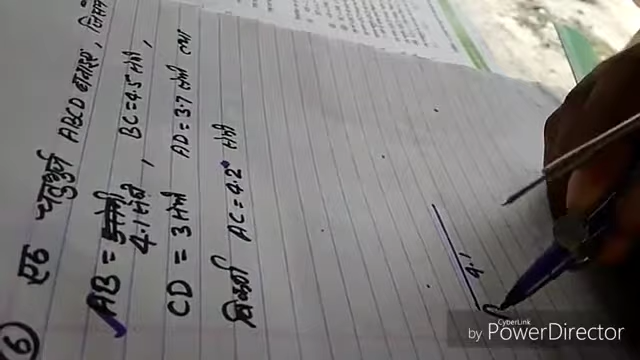 6 एक चतुर्भुज ABCD बनाइए, जिसमें
AB = 4.1 सेमी, BC = 4.5 सेमी,
CD = 3 सेमी AD = 3.7 सेमी तथा
विकर्ण AC = 4.2 सेमी
4.1
by CyberLink PowerDirector